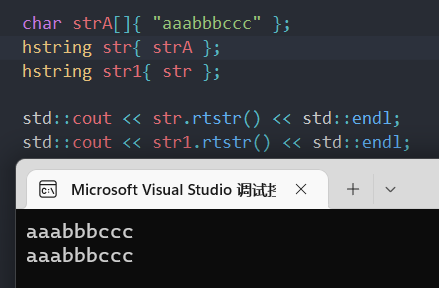 char strA[]{ "aaabbbccc" };
hstring str{ strA };
hstring str1{ str };
std::cout << str.rtstr() << std::endl;
std::cout << str1.rtstr() << std::endl;
Microsoft Visual Studio 调试
aaabbbccc
aaabbbccc